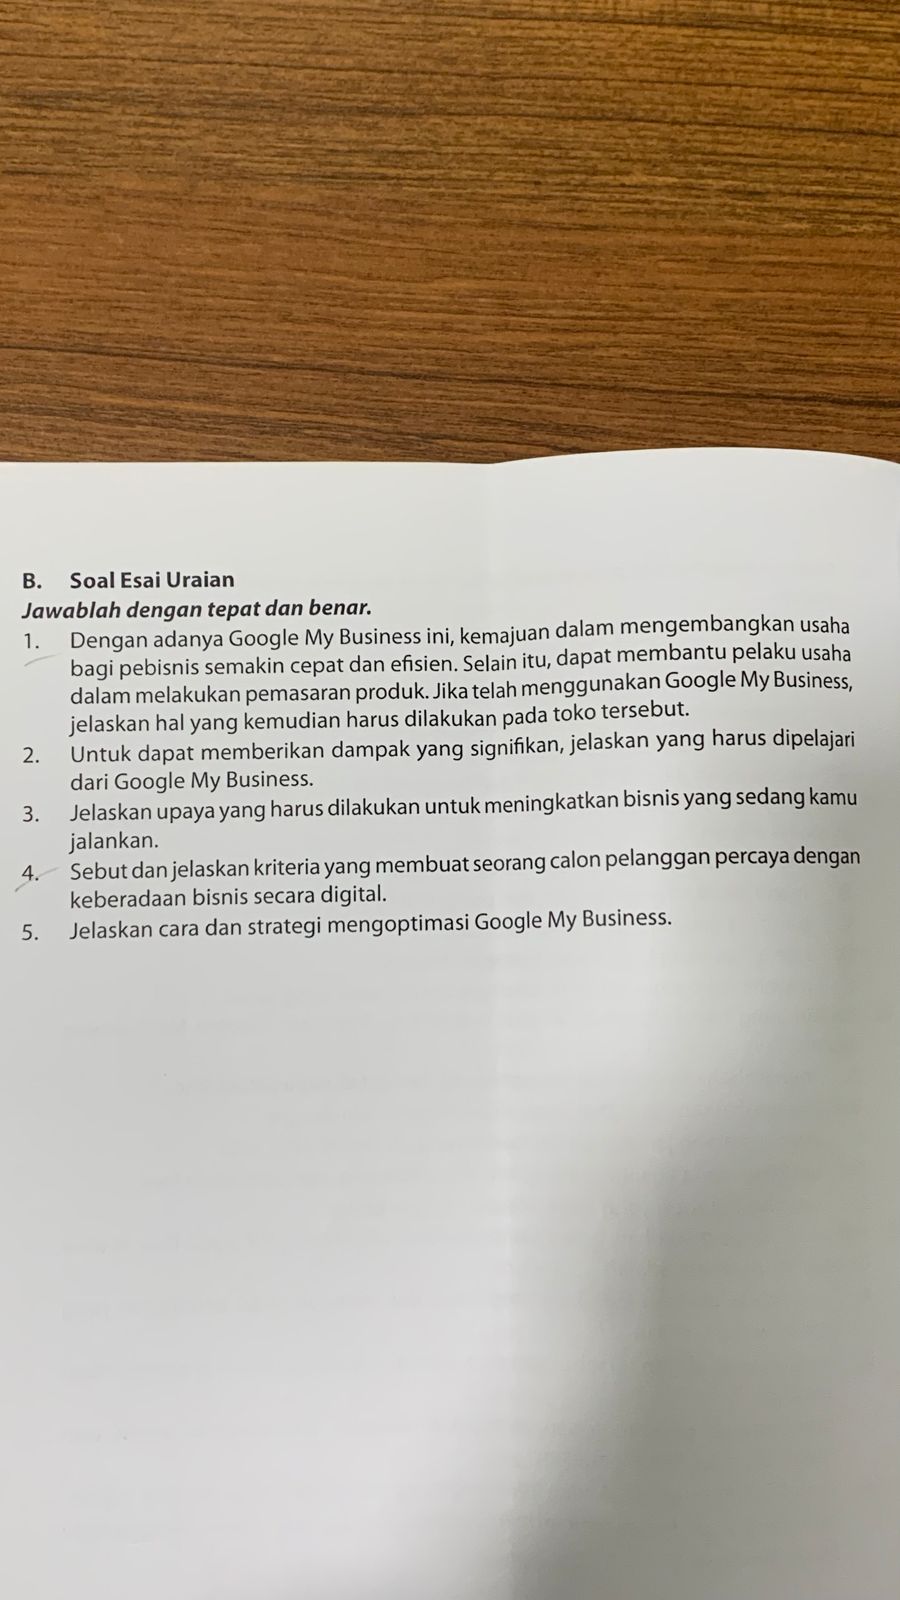 B. Soal Esai Uraian
Jawablah dengan tepat dan benar.
1. Dengan adanya Google My Business ini, kemajuan dalam mengembangkan usaha
bagi pebisnis semakin cepat dan efisien. Selain itu, dapat membantu pelaku usaha
dalam melakukan pemasaran produk. Jika telah menggunakan Google My Business,
jelaskan hal yang kemudian harus dilakukan pada toko tersebut.
2. Untuk dapat memberikan dampak yang signifikan, jelaskan yang harus dipelajari
dari Google My Business.
3. Jelaskan upaya yang harus dilakukan untuk meningkatkan bisnis yang sedang kamu
jalankan.
4. Sebut dan jelaskan kriteria yang membuat seorang calon pelanggan percaya dengan
keberadaan bisnis secara digital.
5. Jelaskan cara dan strategi mengoptimasi Google My Business.